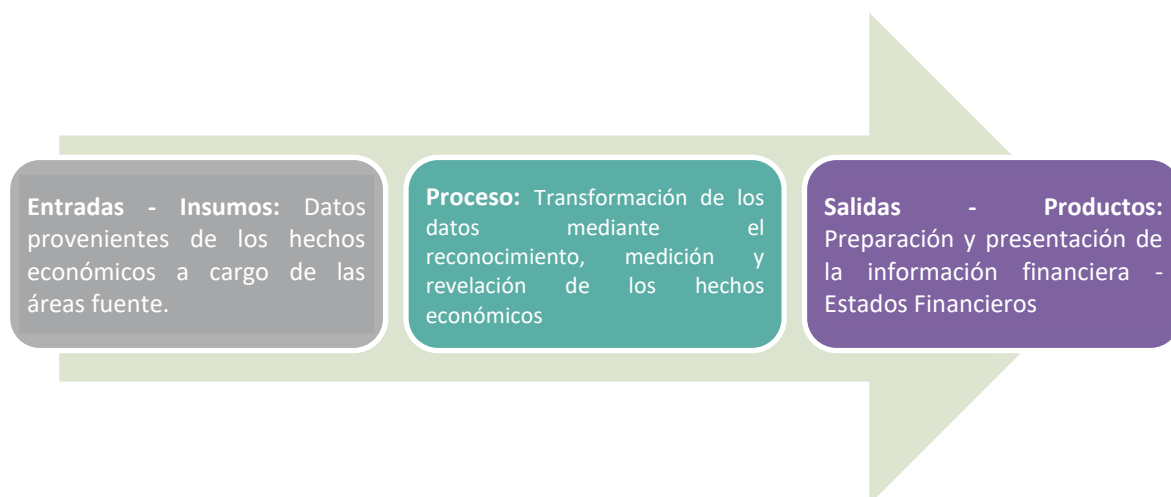 Entradas - Insumos: Datos
provenientes de los hechos
económicos a cargo de las
áreas fuente.
Proceso: Transformación de los
datos mediante el
reconocimiento, medición y
revelación de los hechos
económicos
Salidas - Productos:
Preparación y presentación de
la información financiera -
Estados Financieros